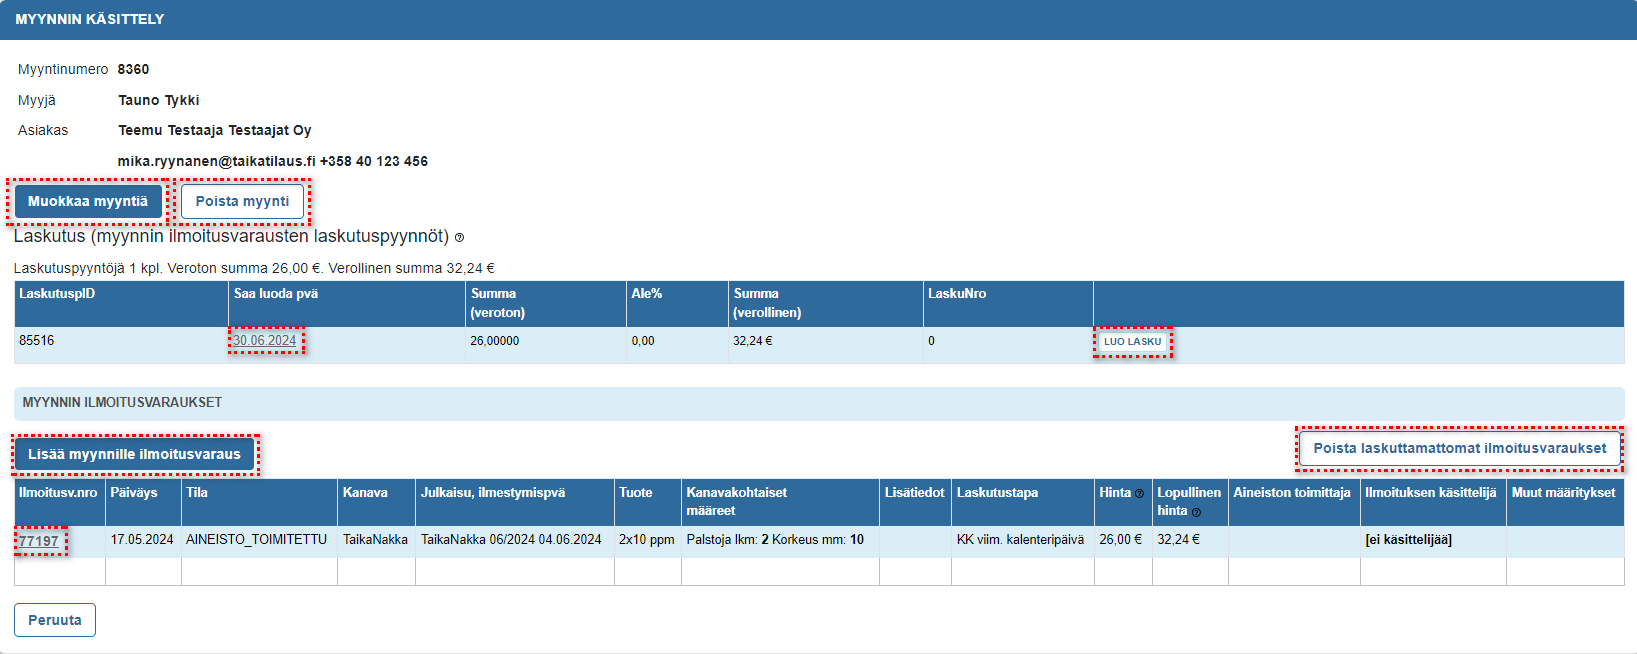 MYYNNIN KÄSITTELY
Myyntinumero 8360
Myyjä Tauno Tykki
Asiakas Teemu Testaaja Testaajat Oy
mika.ryynanen@taikatilaus.fi +358 40 123 456
Muokkaa myyntiä Poista myynti
Laskutus (myynnin ilmoitusvarausten laskutuspyynnöt) ?
Laskutuspyyntöjä 1 kpl. Veroton summa 26,00 €. Verollinen summa 32,24 €
LaskutuspID Saa luoda pvä Summa (veroton) Ale% Summa (verollinen) LaskuNro
85516 30.06.2024 26,00000 0,00 32,24 € 0 LUO LASKU
MYYNNIN ILMOITUSVARAUKSET
Lisää myynnille ilmoitusvaraus Poista laskuttamattomat ilmoitusvaraukset
Ilmoitusv.nro Päiväys Tila Kanava Julkaisu, ilmestymispvä Tuote Kanavakohtaiset määreet Lisätiedot Laskutustapa Hinta ? Lopullinen hinta ? Aineiston toimittaja Ilmoituksen käsittelijä Muut määritykset
77197 17.05.2024 AINEISTO_TOIMITETTU TaikaNakka TaikaNakka 06/2024 04.06.2024 2x10 ppm Palstoja lkm: 2 Korkeus mm: 10 KK viim. kalenteripäivä 26,00 € 32,24 € [ei käsittelijää]
Peruuta